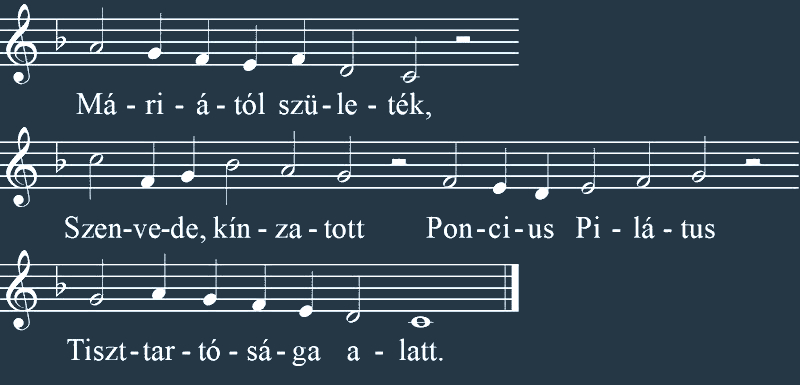 Má - ri - á - tól szü - le - ték,
Szen-ve-de, kín - za - tott Pon - ci - us Pi - lá - tus
Tiszt - tar - tó - sá - ga a - latt.